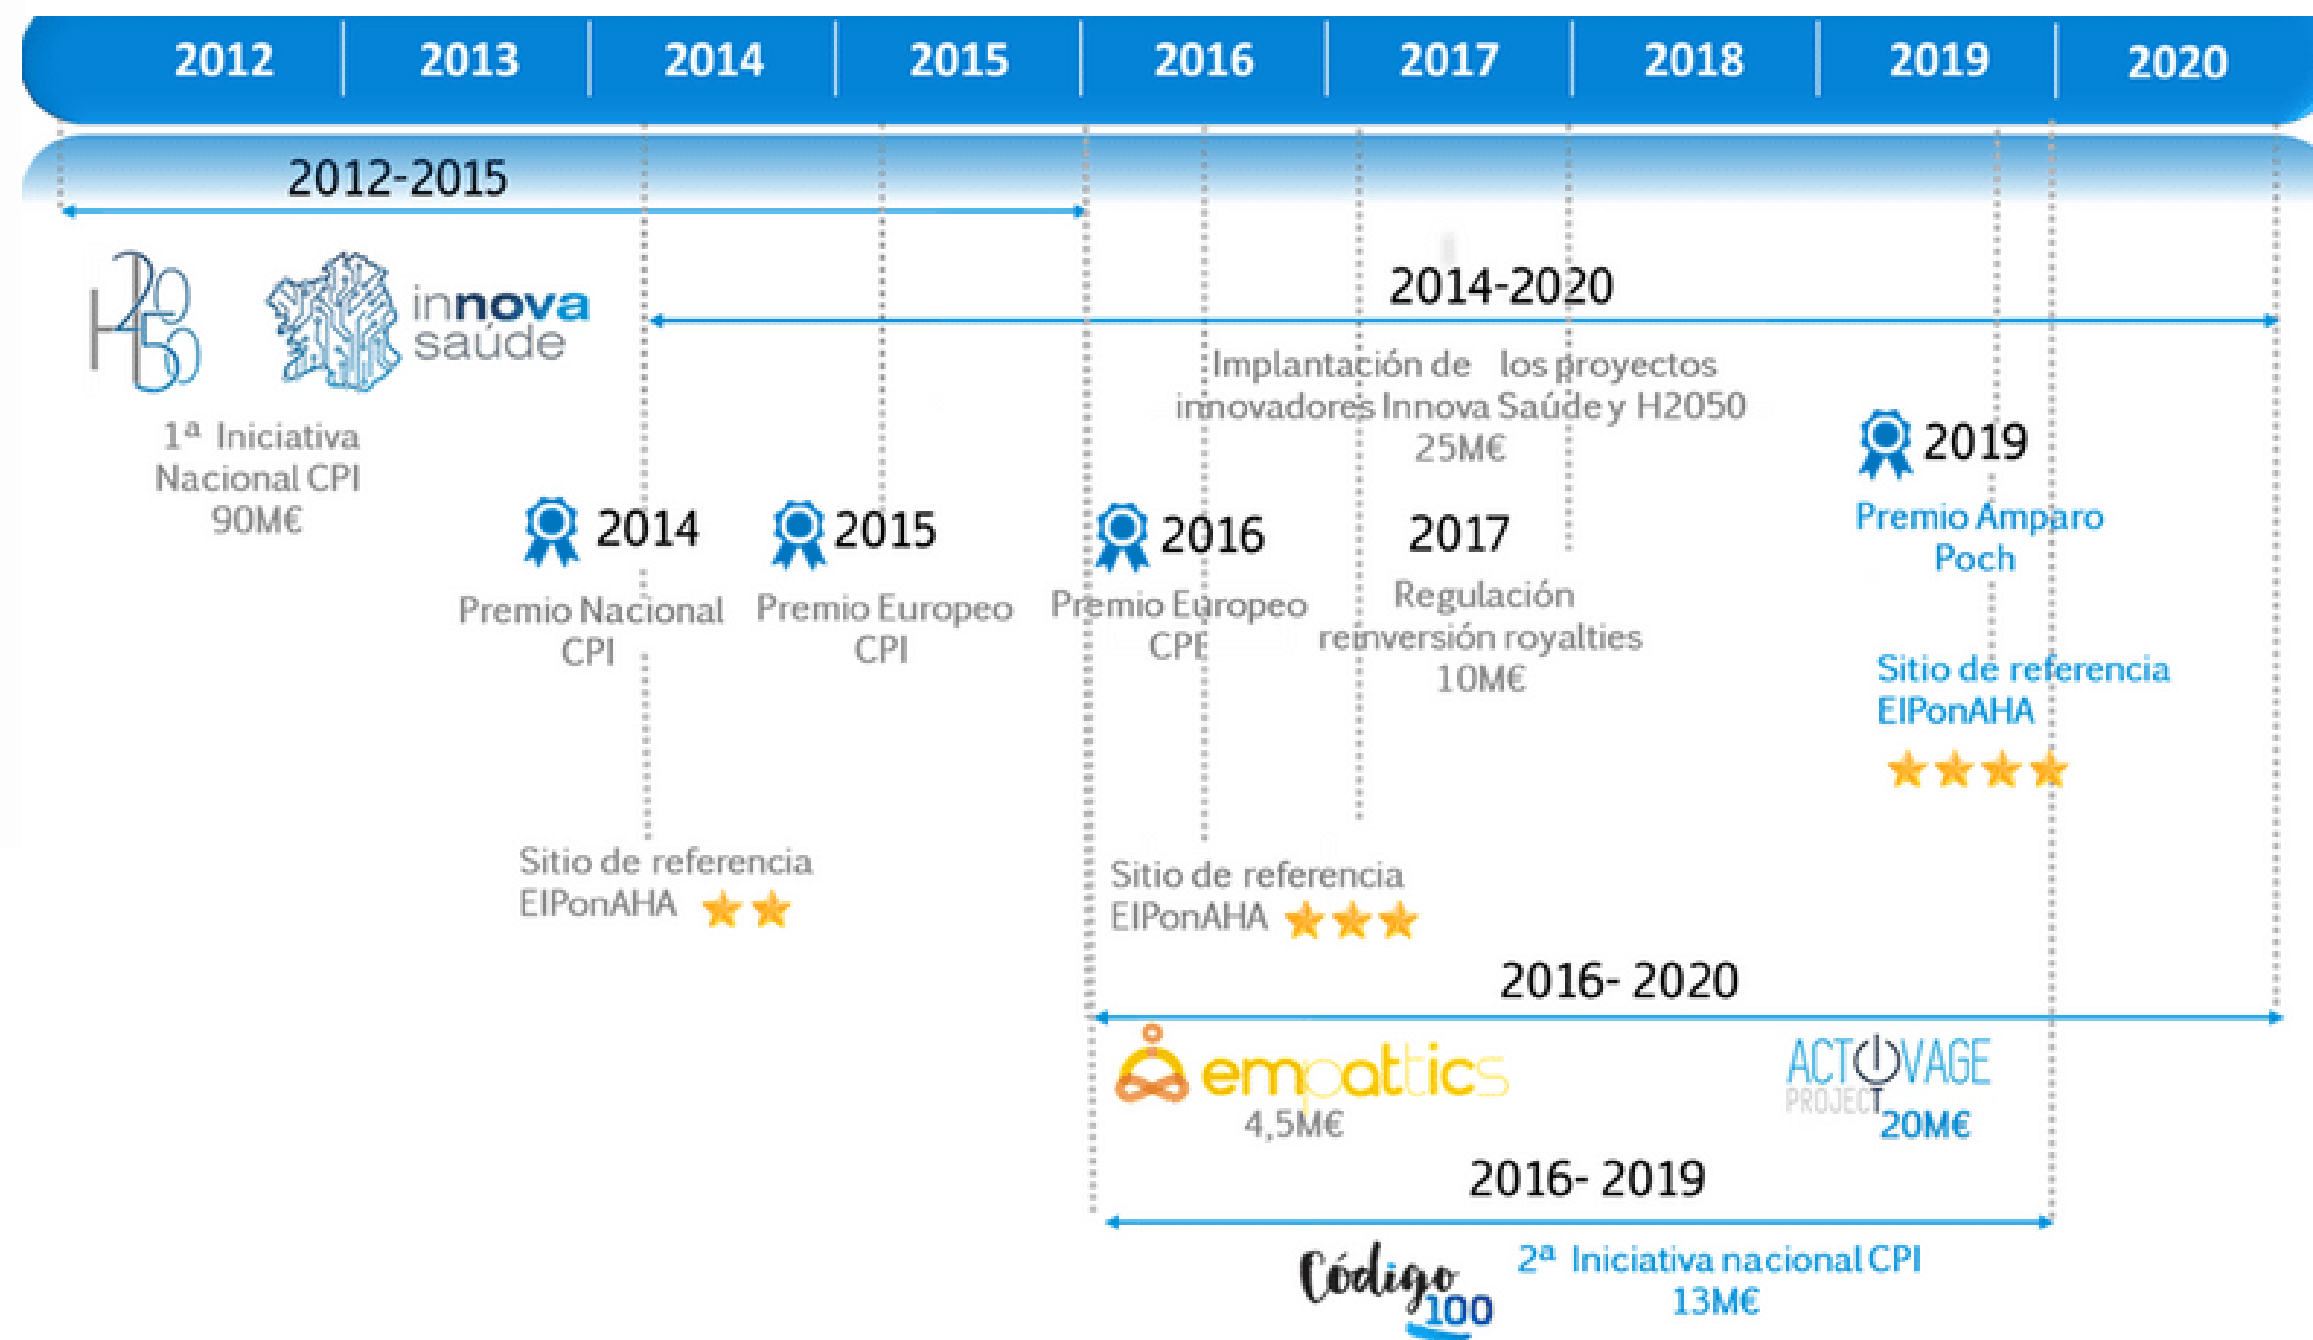 2012 2013 2014 2015 2016 2017 2018 2019 2020
2012-2015
H2050
innova
saúde
1ª Iniciativa
Nacional CPI
90M€
2014-2020
Implantación de los proyectos
innovadores Innova Saúde y H2050
25M€
2014
Premio Nacional
CPI
2015
Premio Europeo
CPI
2016
Premio Europeo
CPE
2017
Regulación
reinversión royalties
10M€
2019
Premio Amparo
Poch
Sitio de referencia
EIPonAHA
Sitio de referencia
EIPonAHA
Sitio de referencia
EIPonAHA
2016- 2020
empattics
4,5M€
ACTIVAGE
PROJECT
20M€
2016- 2019
Código
100
2ª Iniciativa nacional CPI
13M€